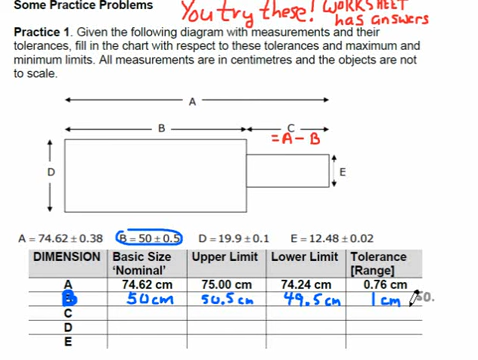 Some Practice Problems
You try these! WORKSHEET
has answers
Practice 1. Given the following diagram with measurements and their
tolerances, fill in the chart with respect to these tolerances and maximum and
minimum limits. All measurements are in centimetres and the objects are not
to scale.
A
B C
= A - B
D E
A = 74.62 ± 0.38 B = 50 ± 0.5 D = 19.9 ± 0.1 E = 12.48 ± 0.02
DIMENSION Basic Size 'Nominal' Upper Limit Lower Limit Tolerance [Range]
A 74.62 cm 75.00 cm 74.24 cm 0.76 cm
B 50cm 50.5cm 49.5cm 1cm 50.
C
D
E